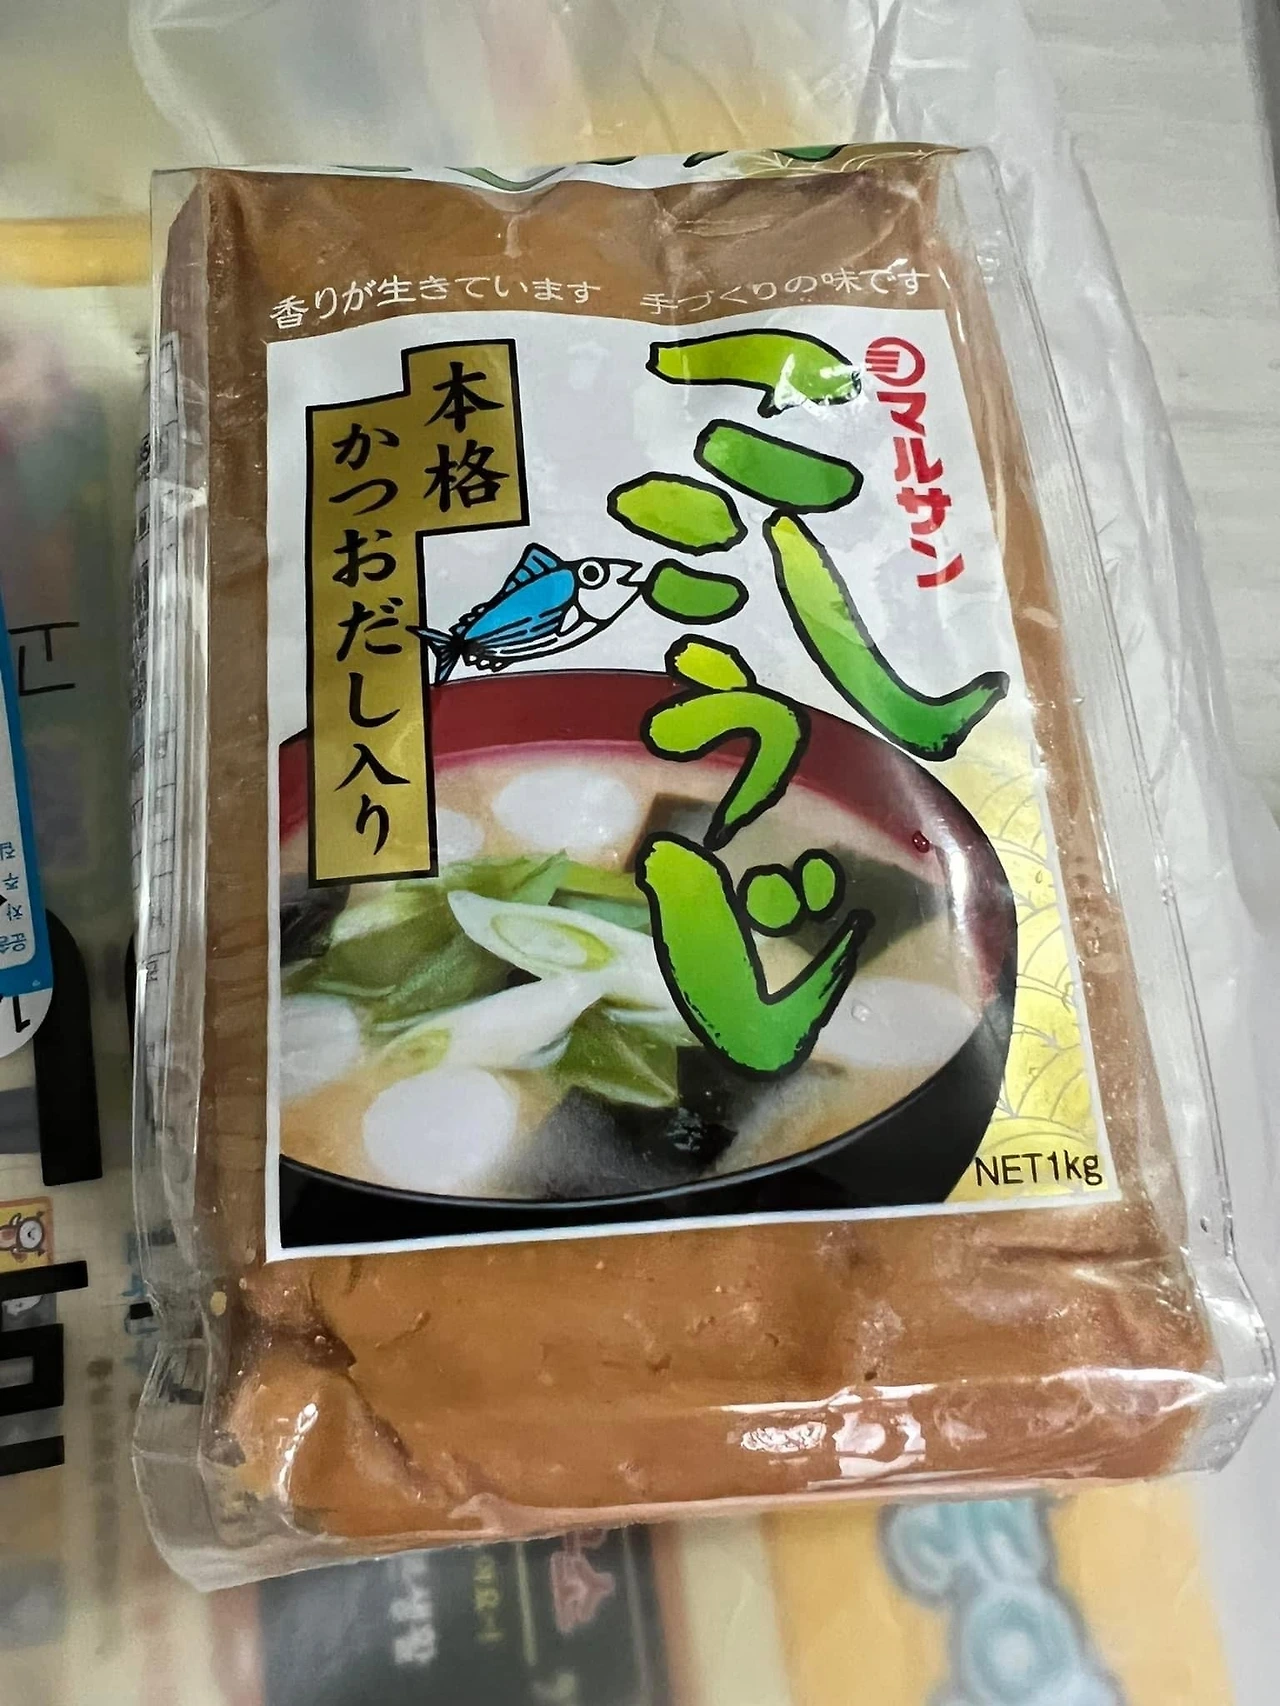 香りが生きています　手づくりの味です
マルサン
こし
こうじ
本格
かつおだし入り
NET1kg